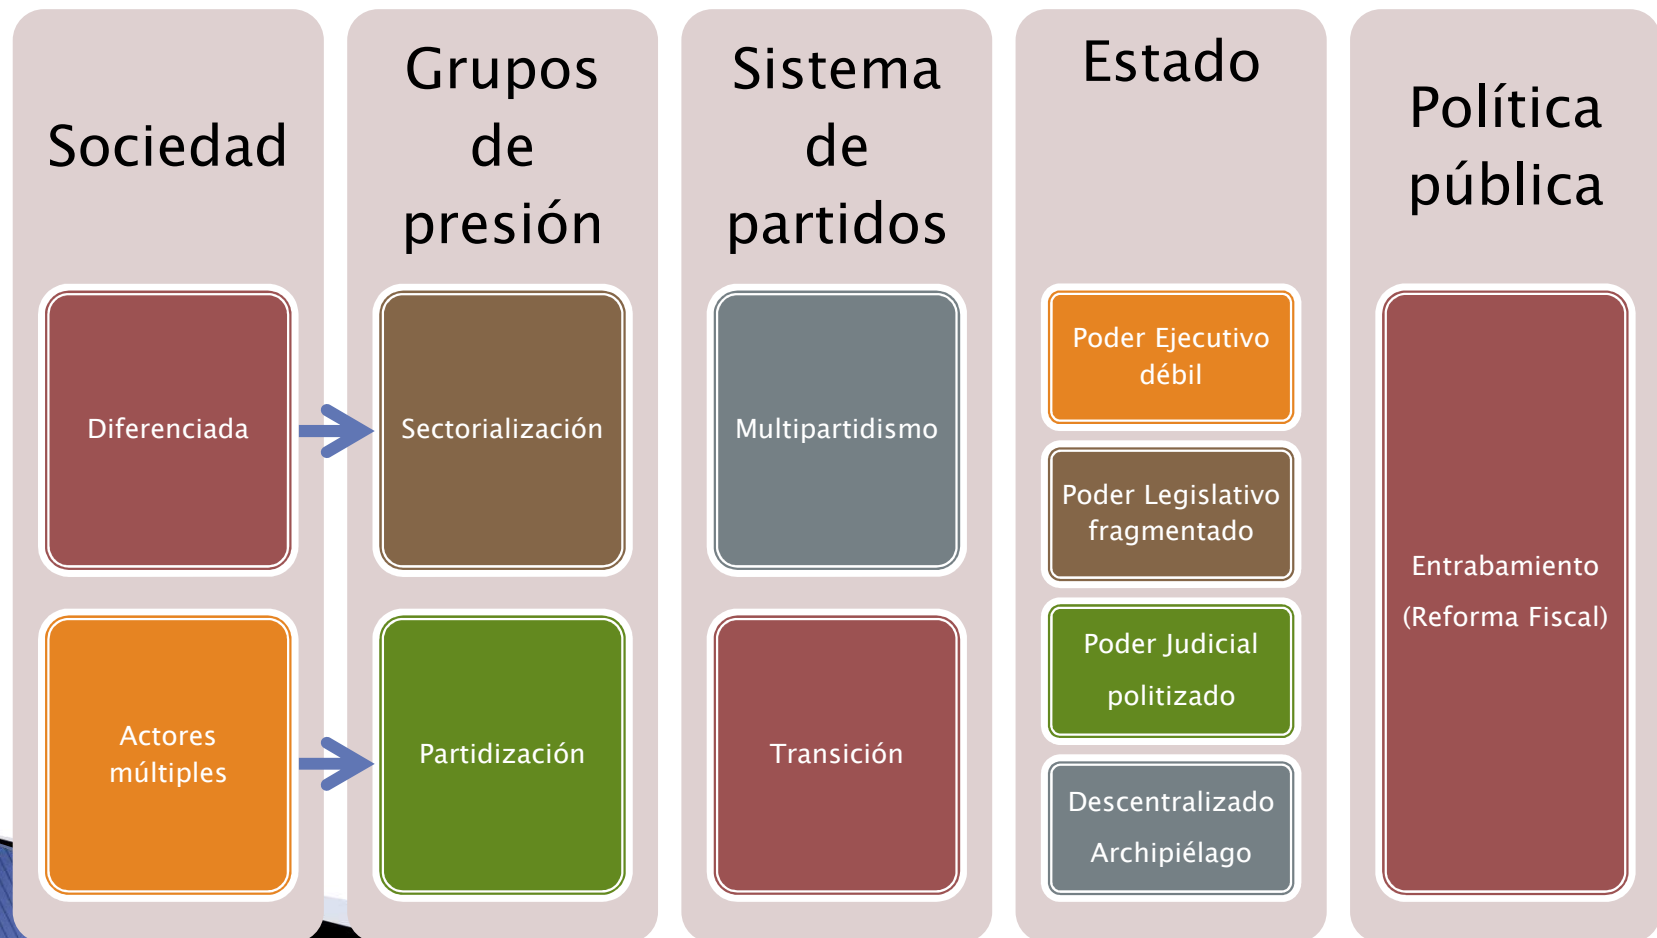 Sociedad
Diferenciada
Actores
múltiples
Grupos
de
presión
Sectorialización
Partidización
Sistema
de
partidos
Multipartidismo
Transición
Estado
Poder Ejecutivo
débil
Poder Legislativo
fragmentado
Poder Judicial
politizado
Descentralizado
Archipiélago
Política
pública
Entrabamiento
(Reforma Fiscal)